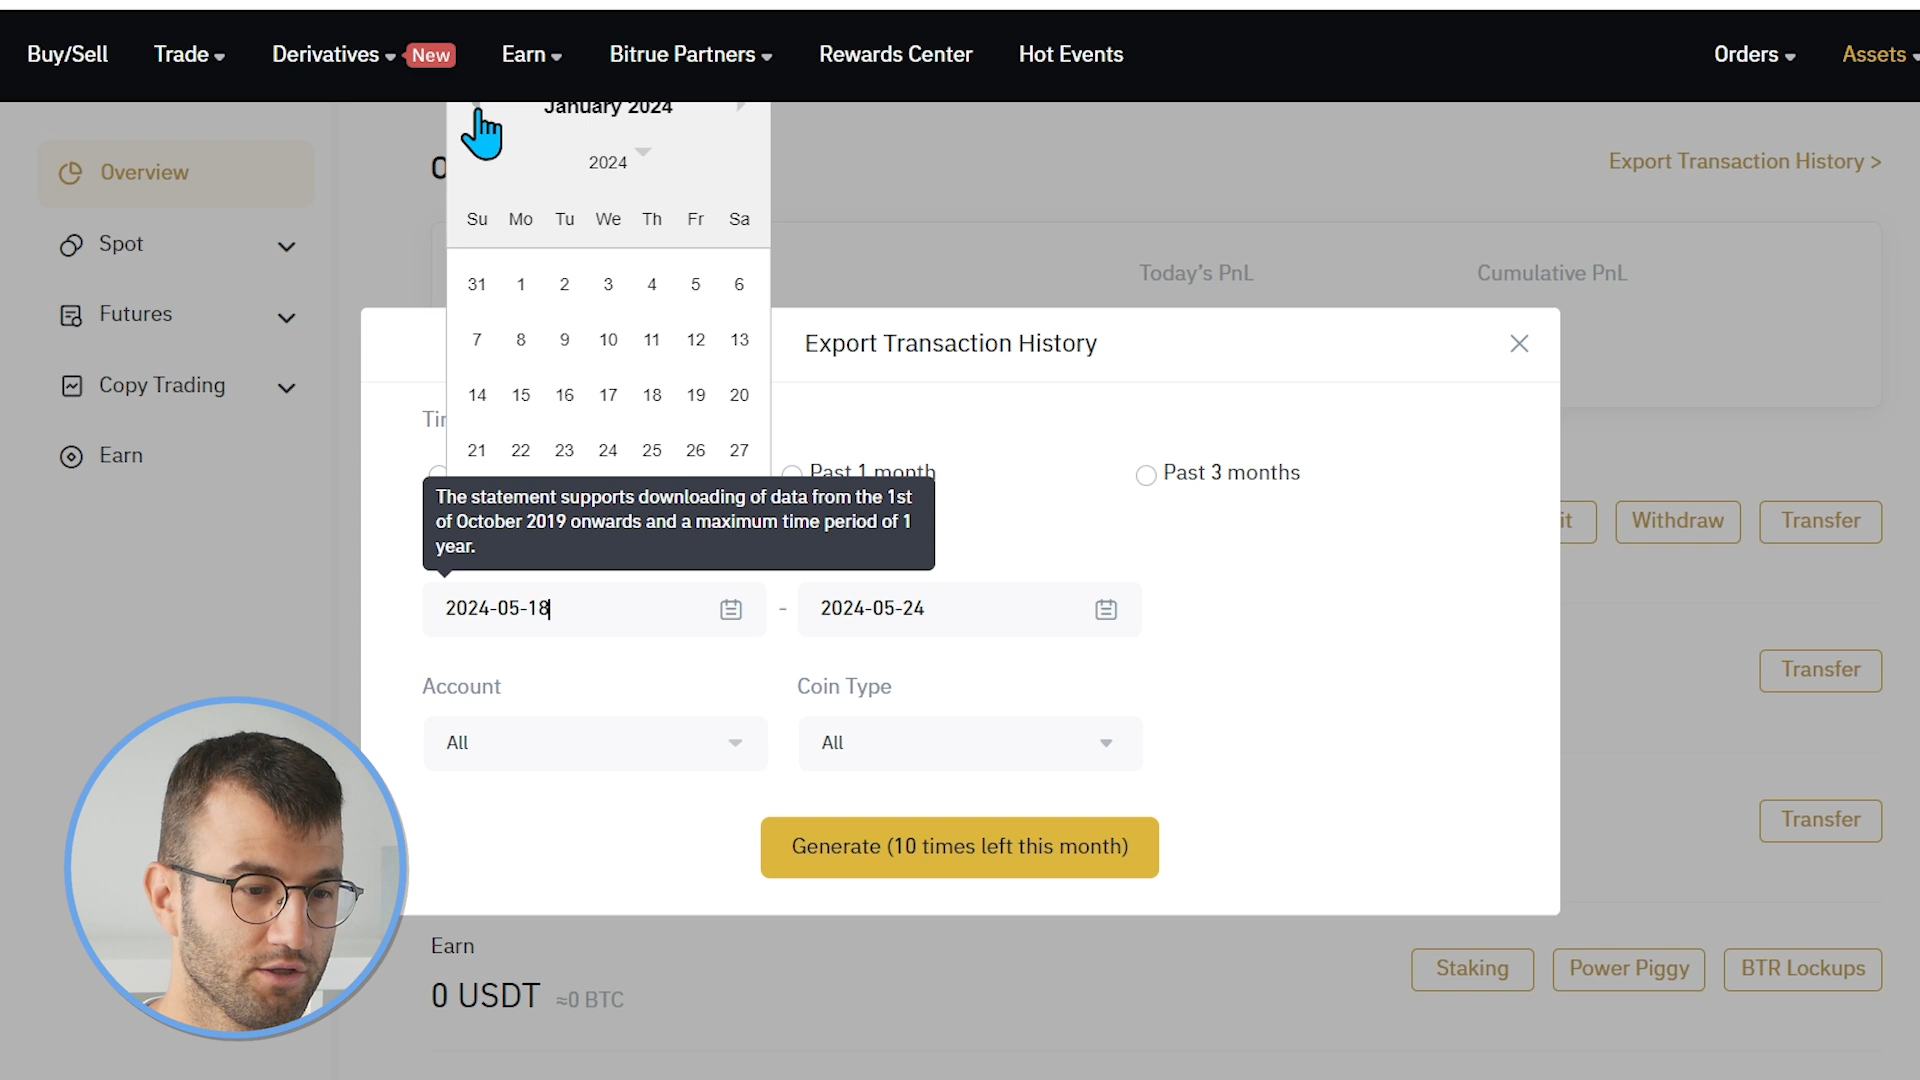 Buy/Sell
Trade
Derivatives
New
Earn
Bitrue Partners
Rewards Center
Hot Events
Orders
Assets
January 2024
2024
Su Mo Tu We Th Fr Sa
31 1 2 3 4 5 6
7 8 9 10 11 12 13
14 15 16 17 18 19 20
21 22 23 24 25 26 27
Overview
Spot
Futures
Copy Trading
Earn
Export Transaction History >
Today's PnL
Cumulative PnL
Export Transaction History
Past 1 month
Past 3 months
The statement supports downloading of data from the 1st
of October 2019 onwards and a maximum time period of 1
year.
2024-05-18
-
2024-05-24
Account
Coin Type
All
All
Generate (10 times left this month)
Withdraw
Transfer
Transfer
Transfer
Earn
0 USDT ≈0 BTC
Staking
Power Piggy
BTR Lockups